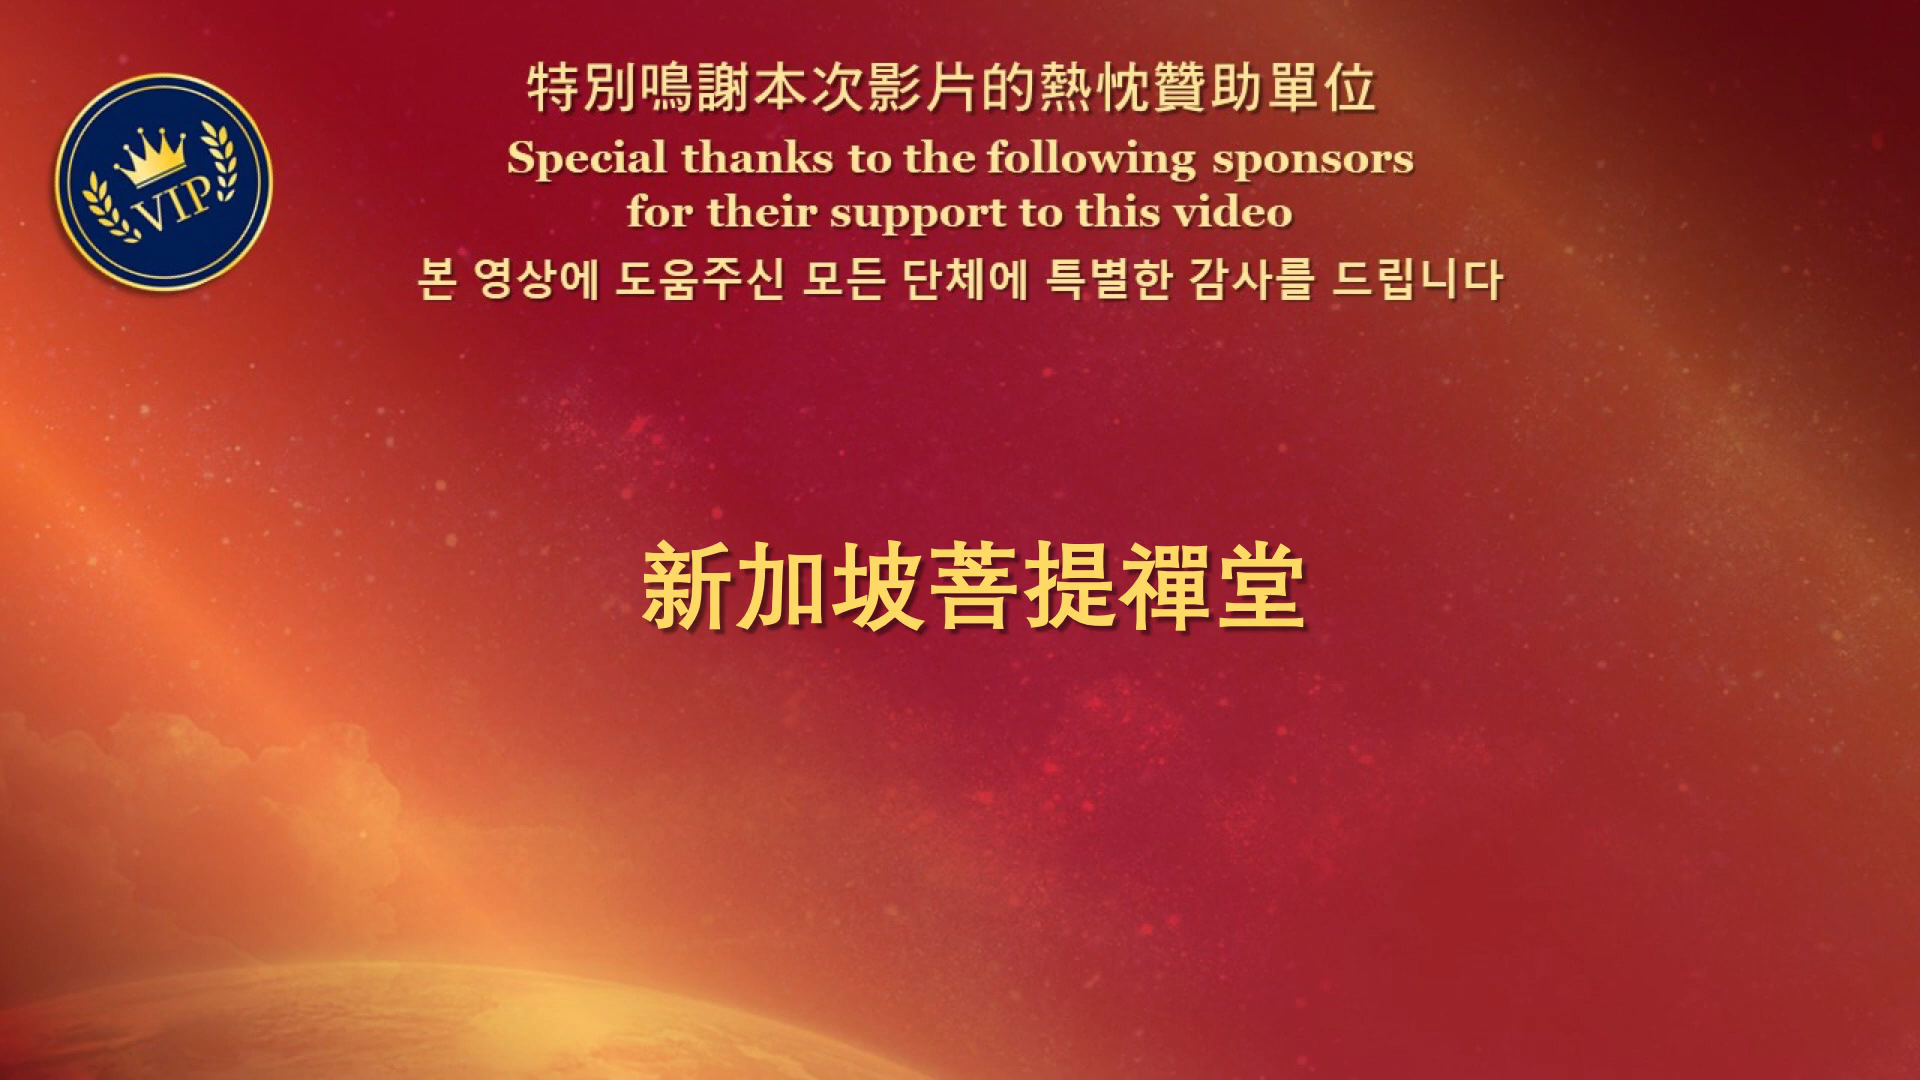 特別鳴謝本次影片的熱忱贊助單位
Special thanks to the following sponsors
for their support to this video
본 영상에 도움주신 모든 단체에 특별한 감사를 드립니다
VIP
新加坡菩提禪堂